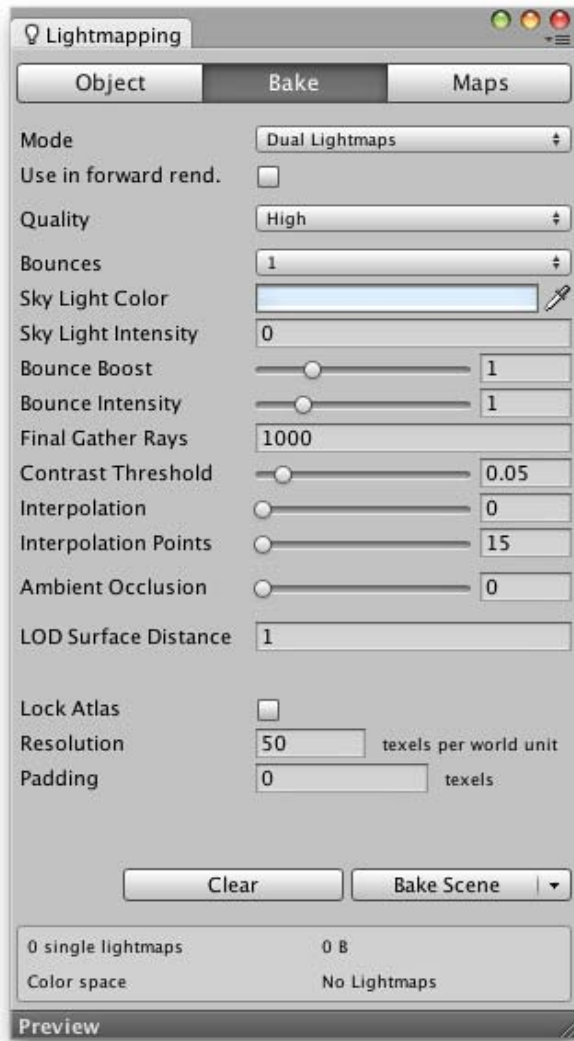 Lightmapping
Object Bake Maps
Mode Dual Lightmaps
Use in forward rend.
Quality High
Bounces 1
Sky Light Color
Sky Light Intensity 0
Bounce Boost 1
Bounce Intensity 1
Final Gather Rays 1000
Contrast Threshold 0.05
Interpolation 0
Interpolation Points 15
Ambient Occlusion 0
LOD Surface Distance 1
Lock Atlas
Resolution 50 texels per world unit
Padding 0 texels
Clear Bake Scene
0 single lightmaps 0 B
Color space No Lightmaps
Preview